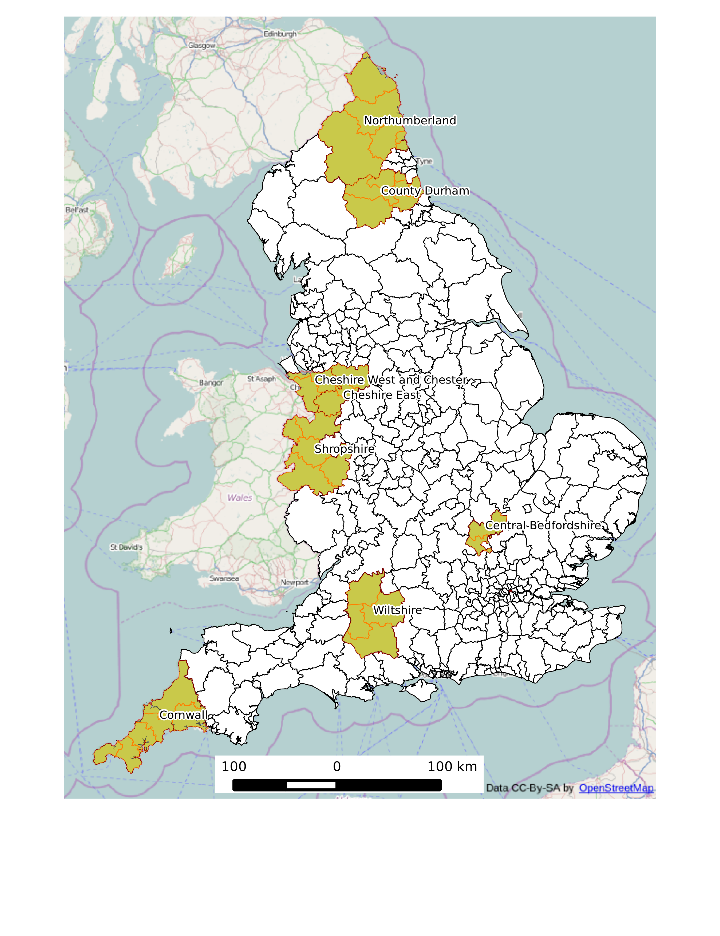 Edinburgh
Glasgow
Northumberland
Tyne
County Durham
Belfast
Cheshire West and Chester
St Asaph
Bangor
Cheshire East
Shropshire
Wales
Central Bedfordshire
St David's
Swansea
Newport
Wiltshire
Cornwall
100 0 100 km
Data CC-By-SA by OpenStreetMap